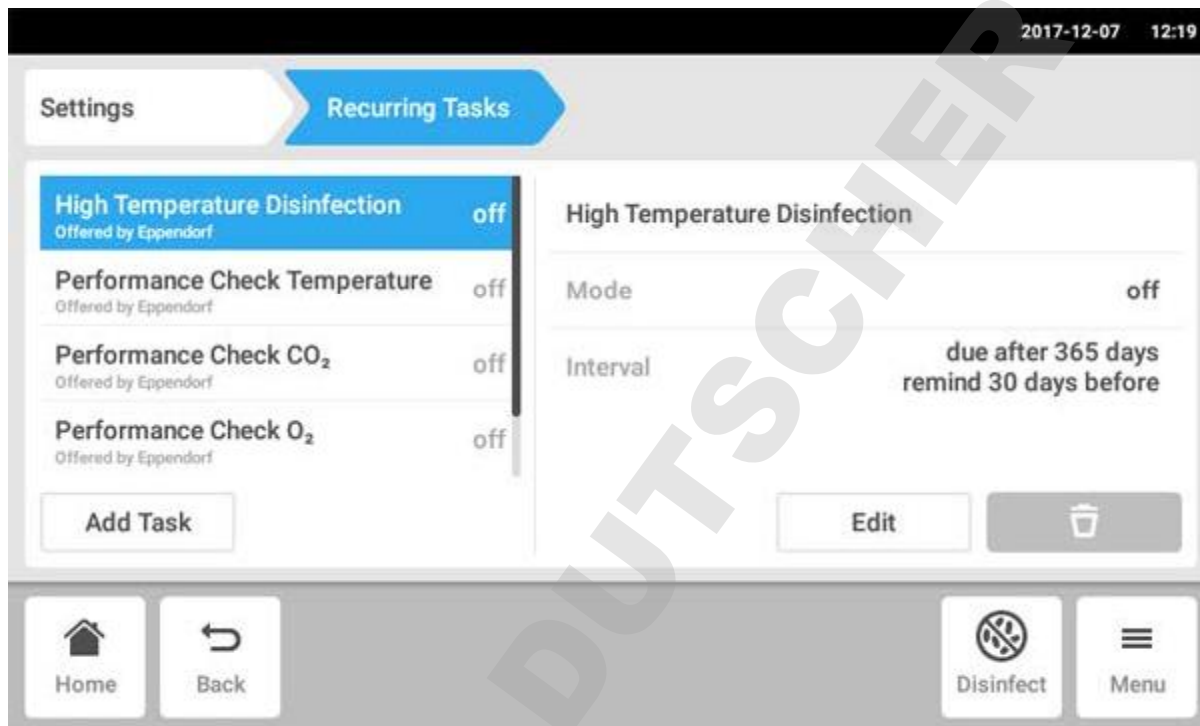 2017-12-07 12:19
Settings
Recurring Tasks
High Temperature Disinfection off
Offered by Eppendorf
Performance Check Temperature off
Offered by Eppendorf
Performance Check CO₂ off
Offered by Eppendorf
Performance Check O₂ off
Offered by Eppendorf
Add Task
High Temperature Disinfection
Mode off
Interval due after 365 days
remind 30 days before
Edit
Home
Back
Disinfect
Menu
DUTSCHER